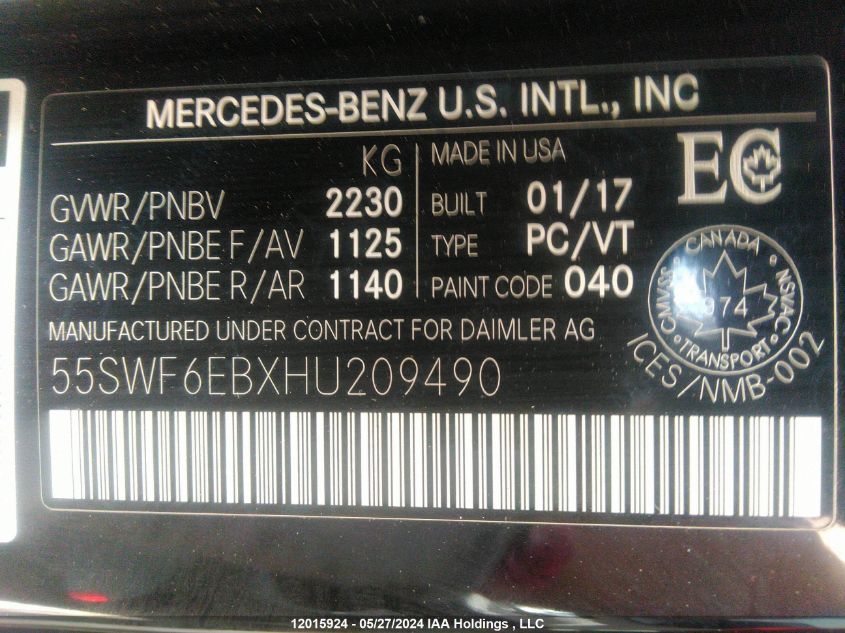 MERCEDES-BENZ U.S. INTL., INC
KG
GVWR/PNBV 2230
GAWR/PNBE F/AV 1125
GAWR/PNBE R/AR 1140
MADE IN USA
BUILT 01/17
TYPE PC/VT
PAINT CODE 040
EC
CANADA
NSVAC
TRANSPORT
CMVSS
974
ICES/NMB-002
MANUFACTURED UNDER CONTRACT FOR DAIMLER AG
55SWF6EBXHU209490
12015924 - 05/27/2024 IAA Holdings , LLC